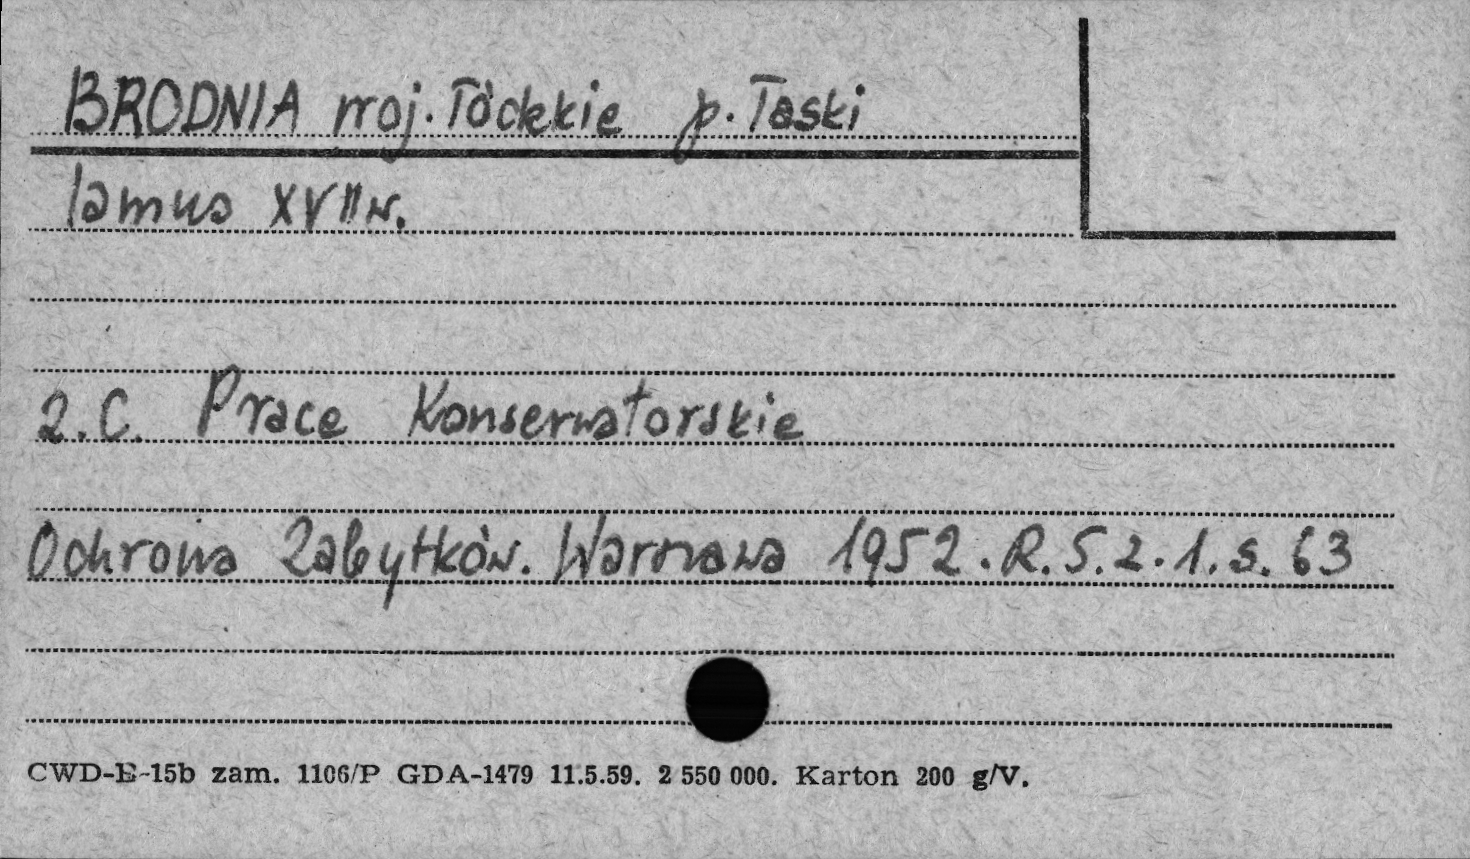 BRODNIA woj. Łódzkie p. Łaski
lamus XVII w.
2.C. Prace Konserwatorskie
Ochrona Zabytków. Warszawa 1952. R.5.z.1.s.63
CWD-E-15b zam. 1106/P GDA-1479 11.5.59. 2 550 000. Karton 200 g/V.